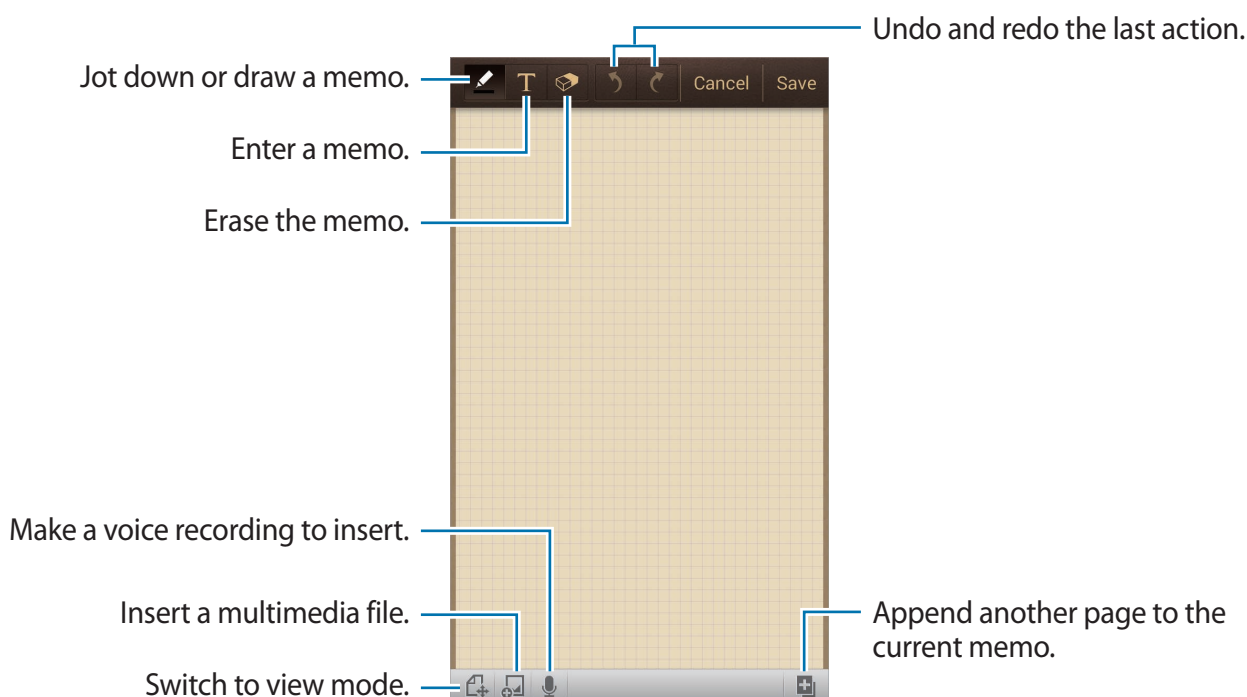 Undo and redo the last action.
Jot down or draw a memo.
T
Cancel
Save
Enter a memo.
Erase the memo.
Make a voice recording to insert.
Insert a multimedia file.
Append another page to the
current memo.
Switch to view mode.